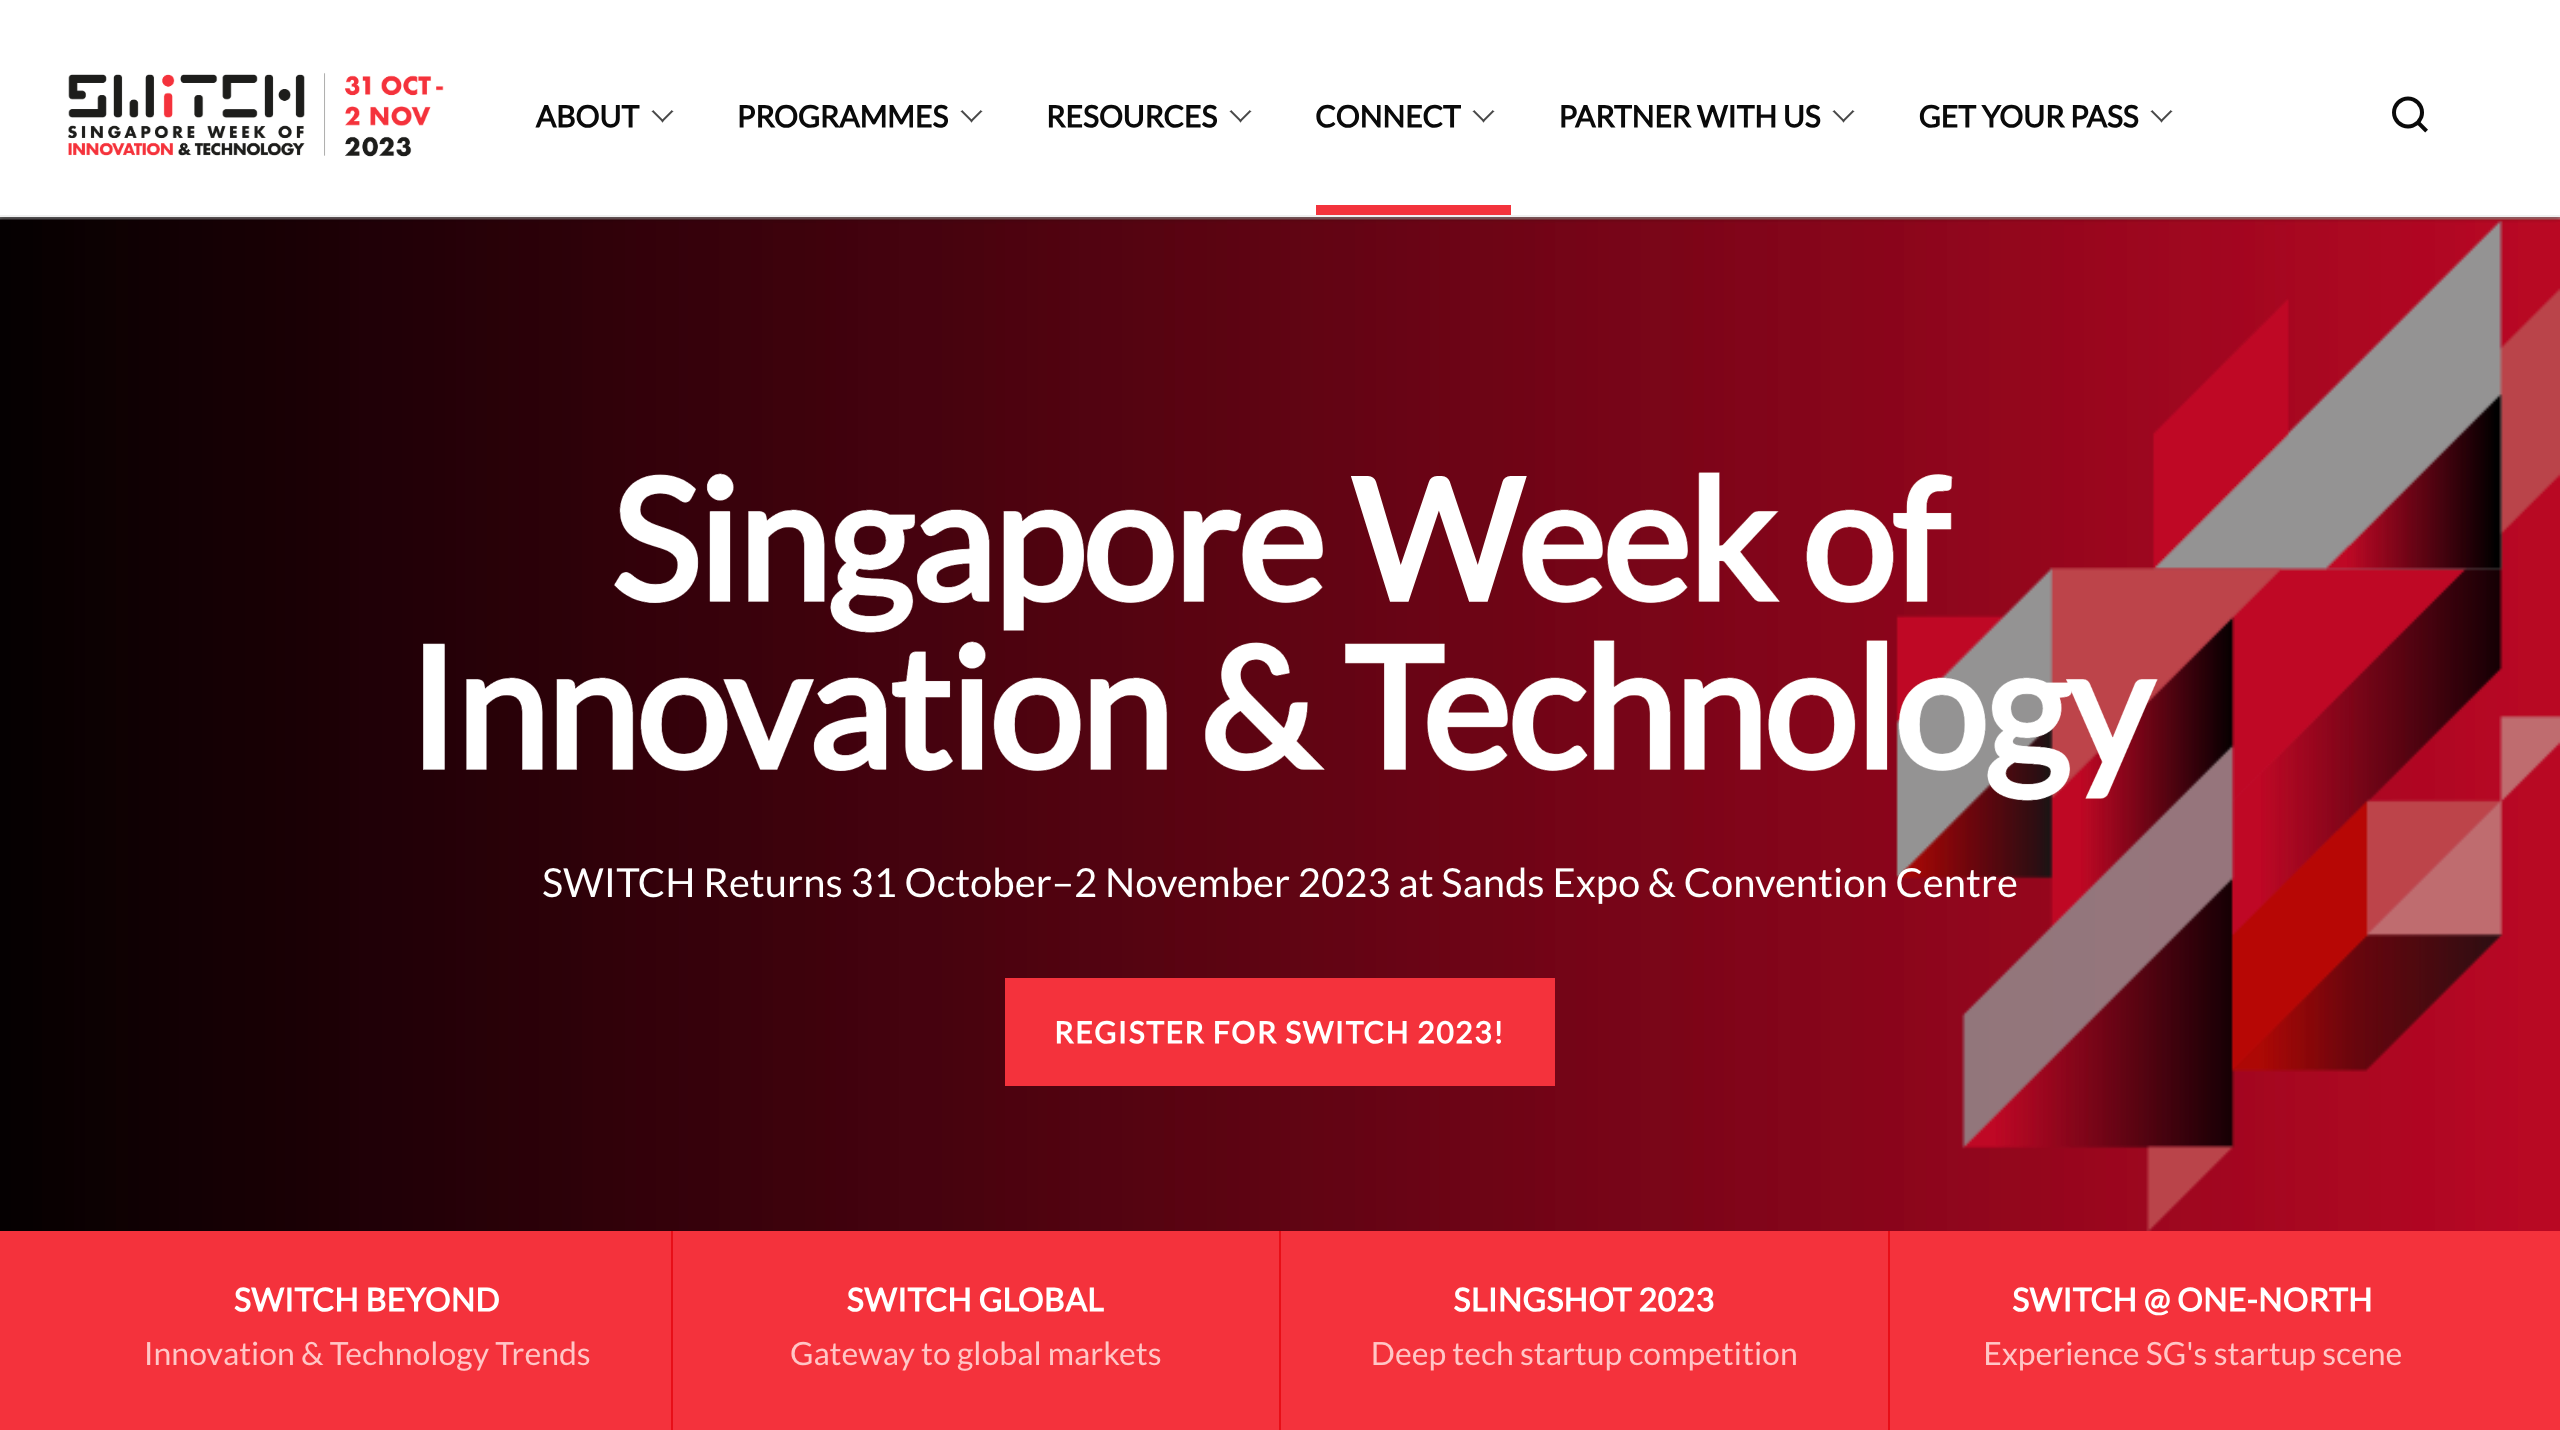 SWiTCH
SINGAPORE WEEK OF
INNOVATION & TECHNOLOGY
31 OCT -
2 NOV
2023
ABOUT
PROGRAMMES
RESOURCES
CONNECT
PARTNER WITH US
GET YOUR PASS
Singapore Week of
Innovation & Technology
SWITCH Returns 31 October–2 November 2023 at Sands Expo & Convention Centre
REGISTER FOR SWITCH 2023!
SWITCH BEYOND
Innovation & Technology Trends
SWITCH GLOBAL
Gateway to global markets
SLINGSHOT 2023
Deep tech startup competition
SWITCH @ ONE-NORTH
Experience SG's startup scene